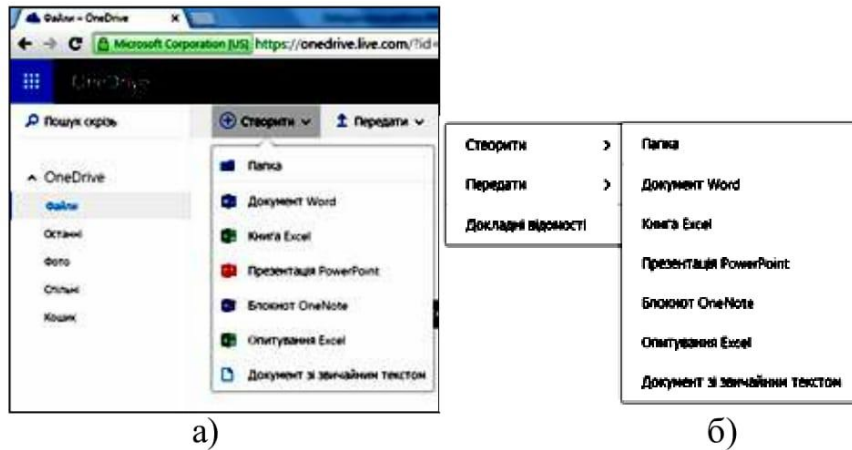 Файли – OneDrive
Microsoft Corporation [US] https://onedrive.live.com/?id
OneDrive
Пошук скрізь
Створити
Передати
OneDrive
Файли
Останні
Фото
Спільні
Кошик
Папка
Документ Word
Книга Excel
Презентація PowerPoint
Блокнот OneNote
Опитування Excel
Документ зі звичайним текстом
а)
Створити
Передати
Докладні відомості
Папка
Документ Word
Книга Excel
Презентація PowerPoint
Блокнот OneNote
Опитування Excel
Документ зі звичайним текстом
б)